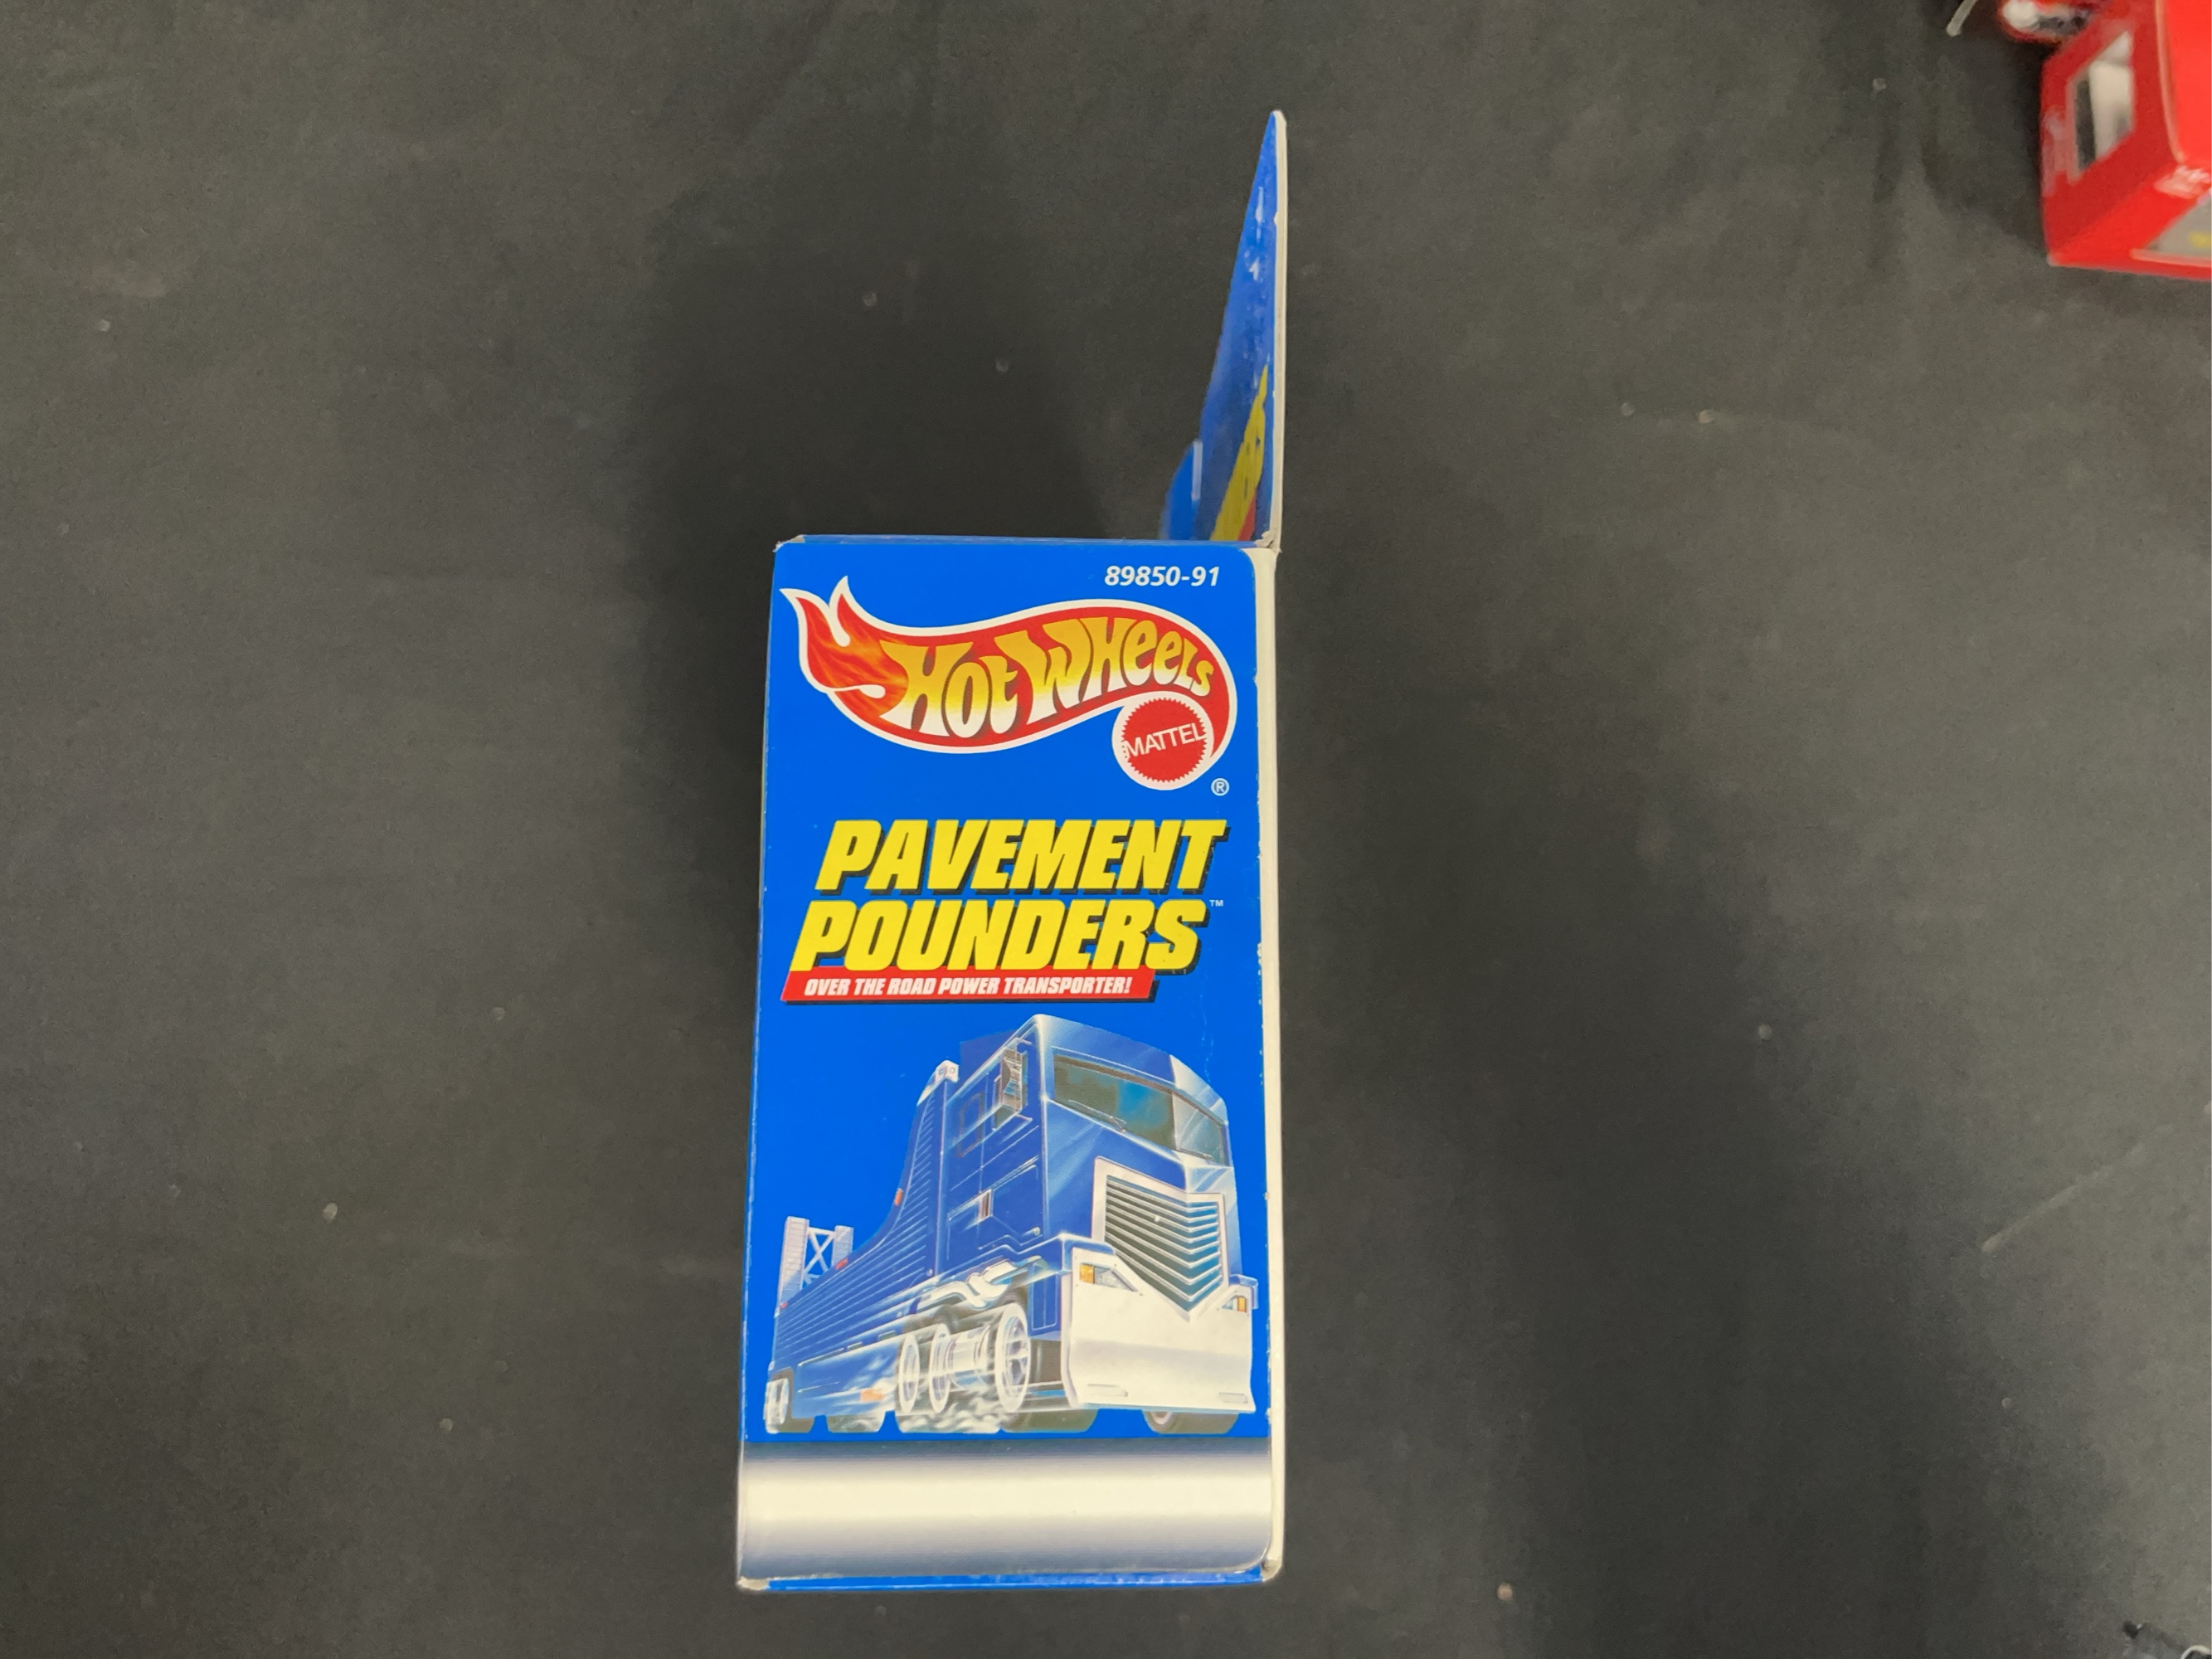 89850-91
Hot Wheels
MATTEL
®
PAVEMENT
POUNDERS™
OVER THE ROAD POWER TRANSPORTER!